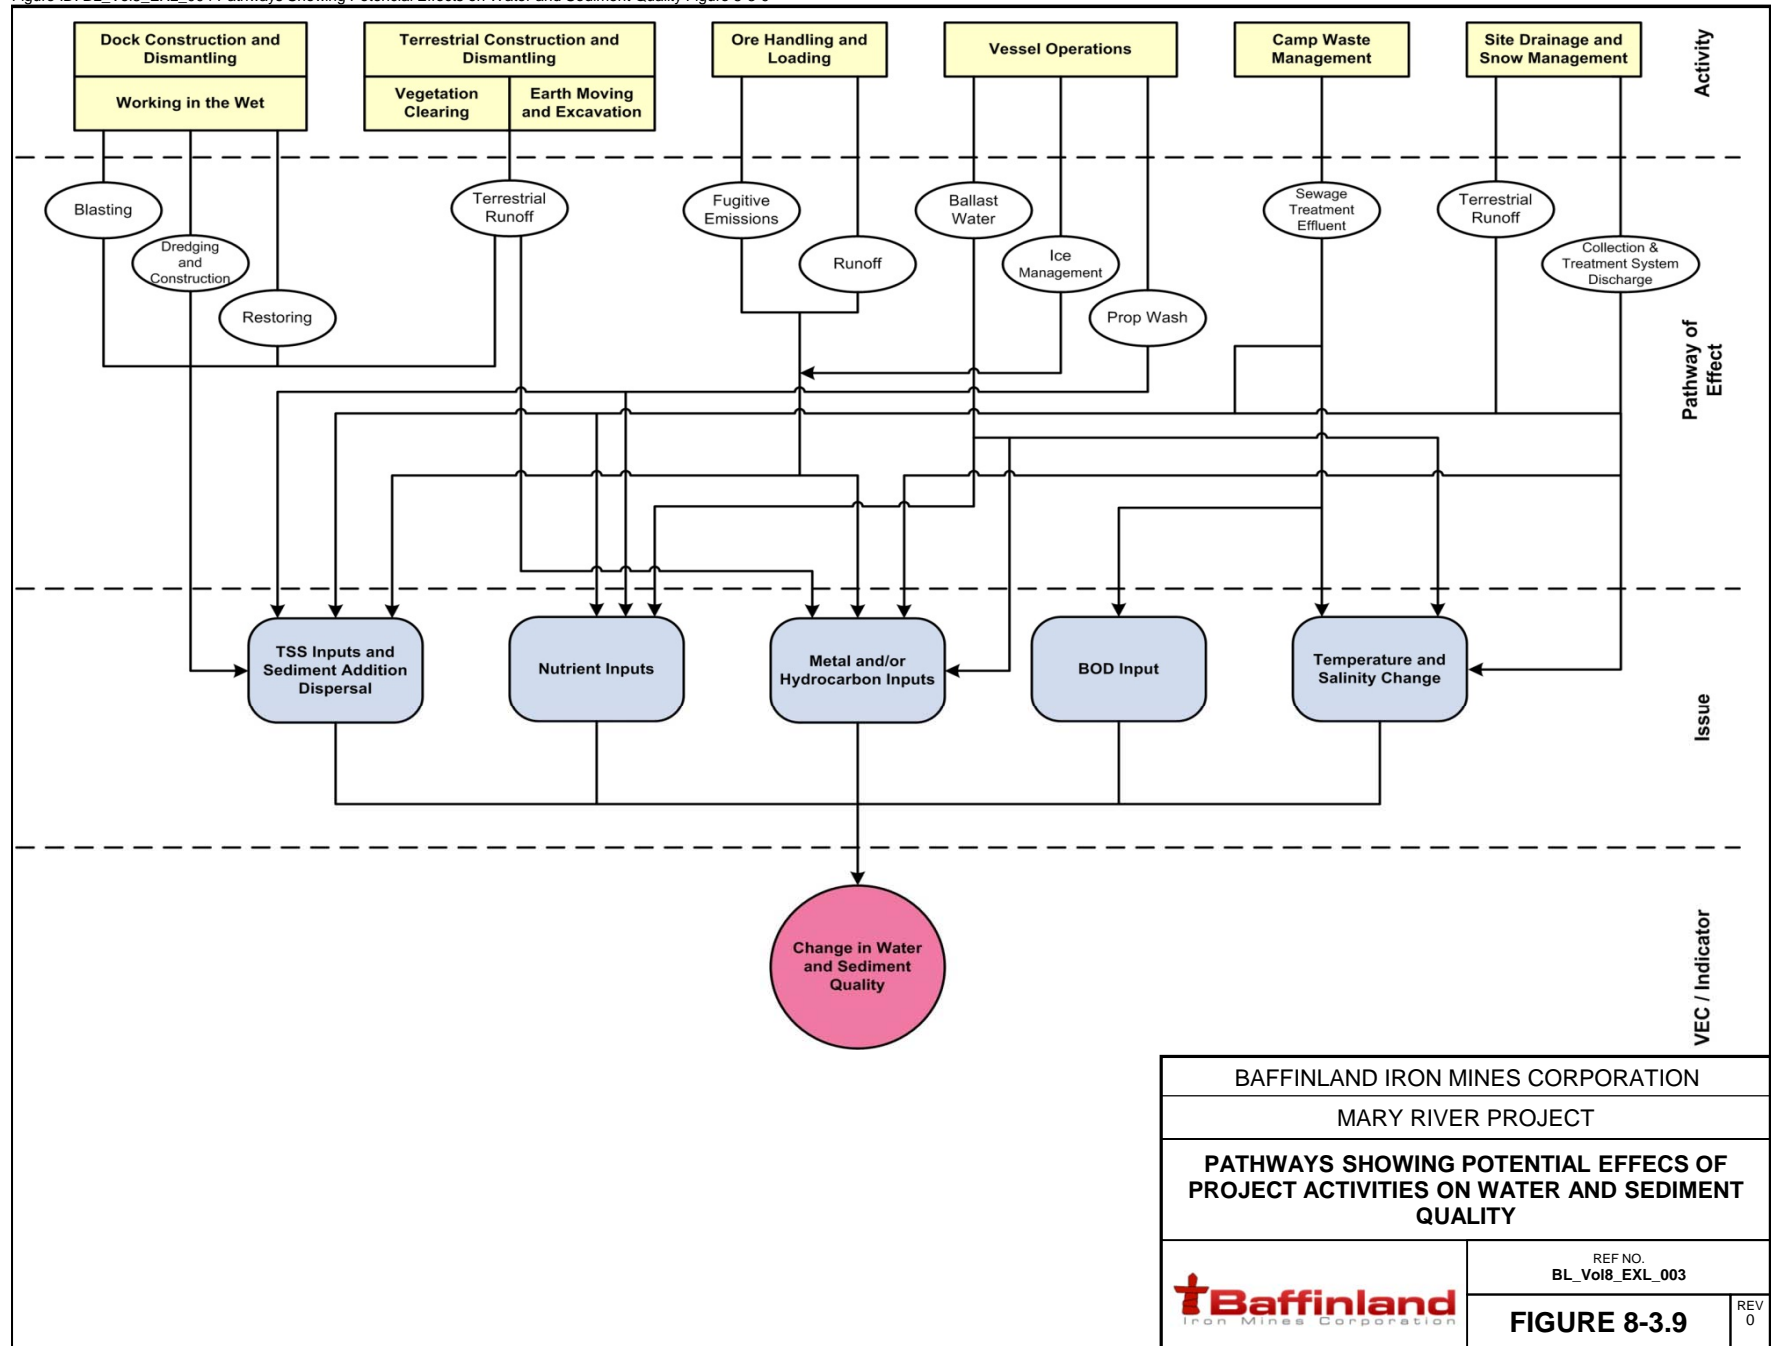 Dock Construction and
Dismantling
Working in the Wet
Terrestrial Construction and
Dismantling
Vegetation
Clearing
Earth Moving
and Excavation
Ore Handling and
Loading
Vessel Operations
Camp Waste
Management
Site Drainage and
Snow Management
Activity
Blasting
Dredging
and
Construction
Restoring
Terrestrial
Runoff
Fugitive
Emissions
Runoff
Ballast
Water
Ice
Management
Prop Wash
Sewage
Treatment
Effluent
Terrestrial
Runoff
Collection &
Treatment System
Discharge
Pathway of
Effect
TSS Inputs and
Sediment Addition
Dispersal
Nutrient Inputs
Metal and/or
Hydrocarbon Inputs
BOD Input
Temperature and
Salinity Change
Issue
Change in Water
and Sediment
Quality
VEC / Indicator
BAFFINLAND IRON MINES CORPORATION
MARY RIVER PROJECT
PATHWAYS SHOWING POTENTIAL EFFECS OF
PROJECT ACTIVITIES ON WATER AND SEDIMENT
QUALITY
Baffinland
Iron Mines Corporation
REF NO.
BL_Vol8_EXL_003
FIGURE 8-3.9
REV
0